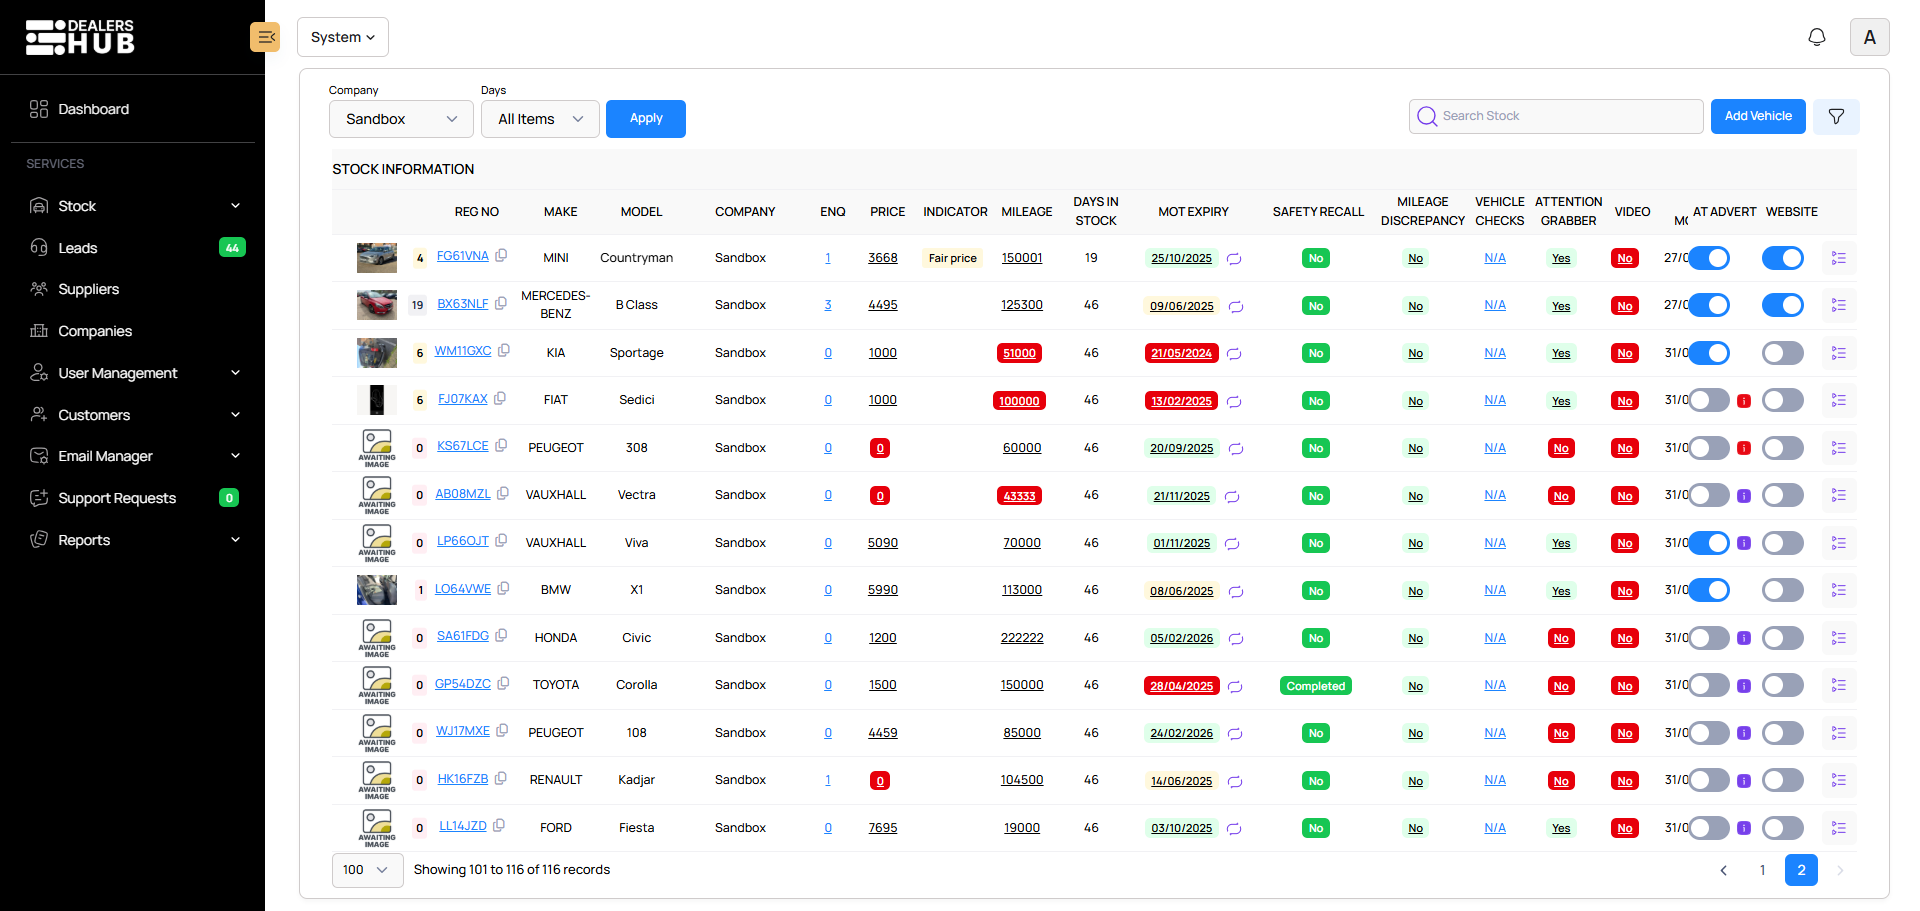 DEALERS
HUB
System
A
Dashboard
SERVICES
Stock
Leads 44
Suppliers
Companies
User Management
Customers
Email Manager
Support Requests 0
Reports
Company Days
Sandbox All Items Apply
Search Stock Add Vehicle
STOCK INFORMATION
REG NO MAKE MODEL COMPANY ENQ PRICE INDICATOR MILEAGE DAYS IN STOCK MOT EXPIRY SAFETY RECALL MILEAGE DISCREPANCY VEHICLE CHECKS ATTENTION GRABBER VIDEO AT ADVERT WEBSITE
4 FG61VNA MINI Countryman Sandbox 1 3668 Fair price 150001 19 25/10/2025 No No N/A Yes No 27/0
19 BX63NLF MERCEDES-BENZ B Class Sandbox 3 4495 125300 46 09/06/2025 No No N/A Yes No 27/0
6 WM11GXC KIA Sportage Sandbox 0 1000 51000 46 21/05/2024 No No N/A Yes No 31/0
6 FJ07KAX FIAT Sedici Sandbox 0 1000 100000 46 13/02/2025 No No N/A Yes No 31/0
AWAITING IMAGE 0 KS67LCE PEUGEOT 308 Sandbox 0 0 60000 46 20/09/2025 No No N/A No No 31/0
AWAITING IMAGE 0 AB08MZL VAUXHALL Vectra Sandbox 0 0 43333 46 21/11/2025 No No N/A No No 31/0
AWAITING IMAGE 0 LP66OJT VAUXHALL Viva Sandbox 0 5090 70000 46 01/11/2025 No No N/A Yes No 31/0
1 LO64VWE BMW X1 Sandbox 0 5990 113000 46 08/06/2025 No No N/A Yes No 31/0
AWAITING IMAGE 0 SA61FDG HONDA Civic Sandbox 0 1200 222222 46 05/02/2026 No No N/A No No 31/0
AWAITING IMAGE 0 GP54DZC TOYOTA Corolla Sandbox 0 1500 150000 46 28/04/2025 Completed No N/A No No 31/0
AWAITING IMAGE 0 WJ17MXE PEUGEOT 108 Sandbox 0 4459 85000 46 24/02/2026 No No N/A No No 31/0
AWAITING IMAGE 0 HK16FZB RENAULT Kadjar Sandbox 1 0 104500 46 14/06/2025 No No N/A No No 31/0
AWAITING IMAGE 0 LL14JZD FORD Fiesta Sandbox 0 7695 19000 46 03/10/2025 No No N/A Yes No 31/0
100 Showing 101 to 116 of 116 records 1 2